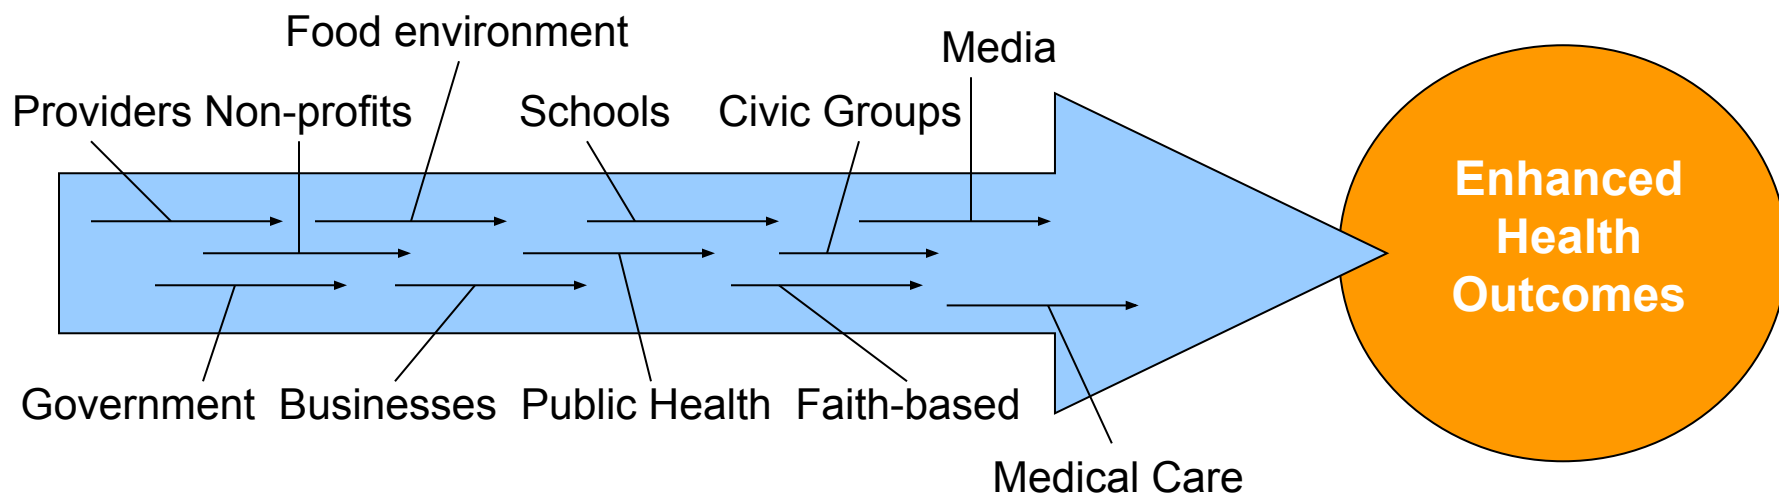 Food environment
Media
Providers
Non-profits
Schools
Civic Groups
Enhanced
Health
Outcomes
Government
Businesses
Public Health
Faith-based
Medical Care